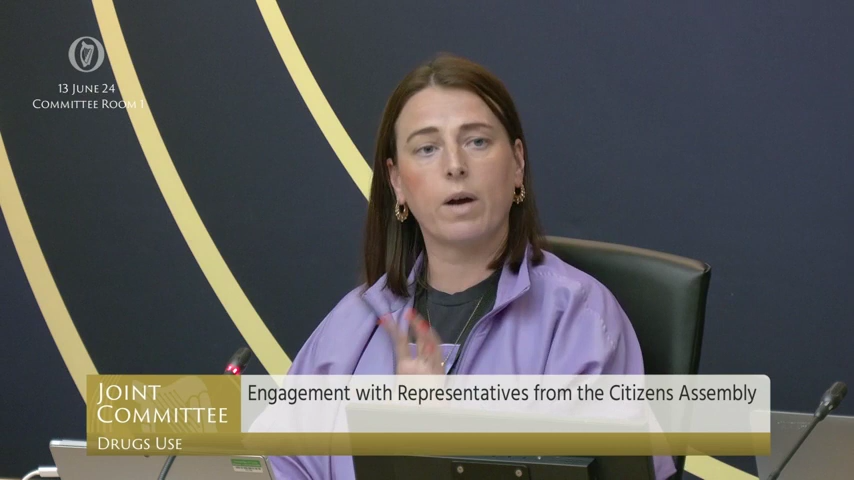 13 June 24
Committee Room 1
Joint
Committee
Engagement with Representatives from the Citizens Assembly
Drugs Use